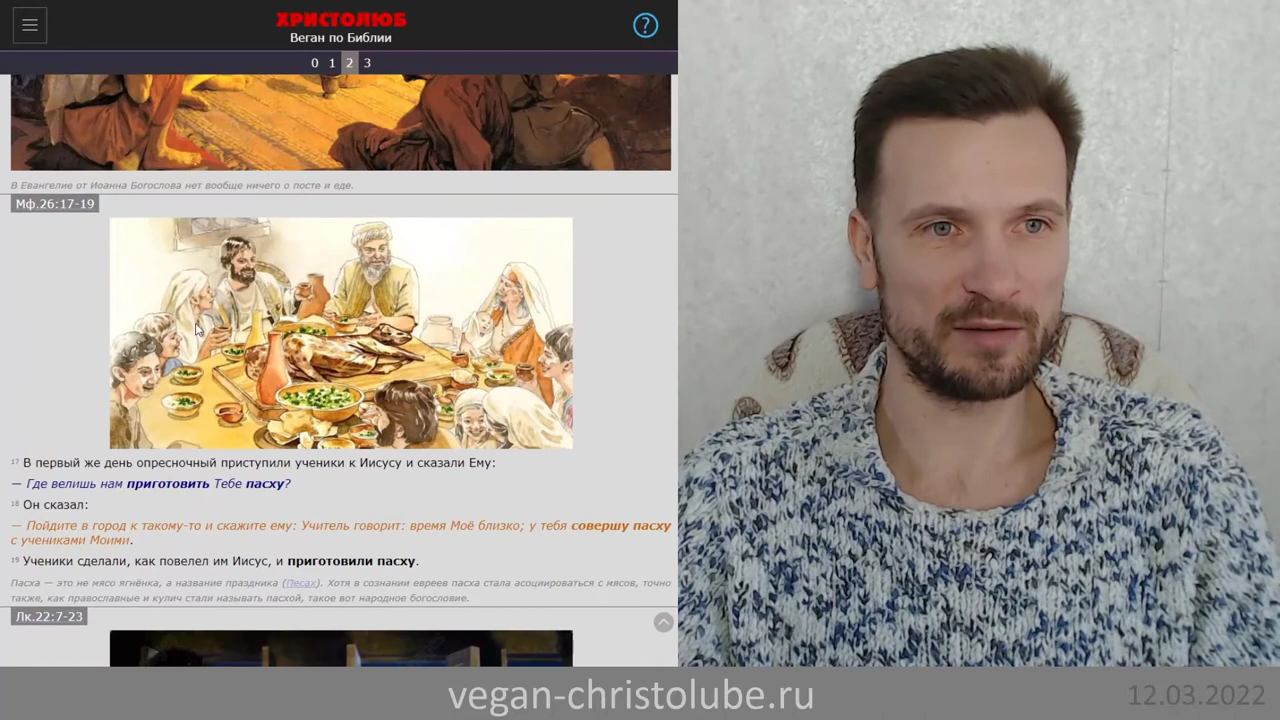 ХРИСТОЛЮБ
Веган по Библии
?
0 1 2 3
В Евангелие от Иоанна Богослова нет вообще ничего о посте и еде.
Мф.26:17-19
17 В первый же день опресночный приступили ученики к Иисусу и сказали Ему:
— Где велишь нам приготовить Тебе пасху?
18 Он сказал:
— Пойдите в город к такому-то и скажите ему: Учитель говорит: время Моё близко; у тебя совершу пасху
с учениками Моими.
19 Ученики сделали, как повелел им Иисус, и приготовили пасху.
Пасха — это не мясо ягнёнка, а название праздника (Песах). Хотя в сознании евреев пасха стала асоциироваться с мясов, точно
также, как православные и кулич стали называть пасхой, такое вот народное богословие.
Лк.22:7-23
vegan-christolube.ru
12.03.2022